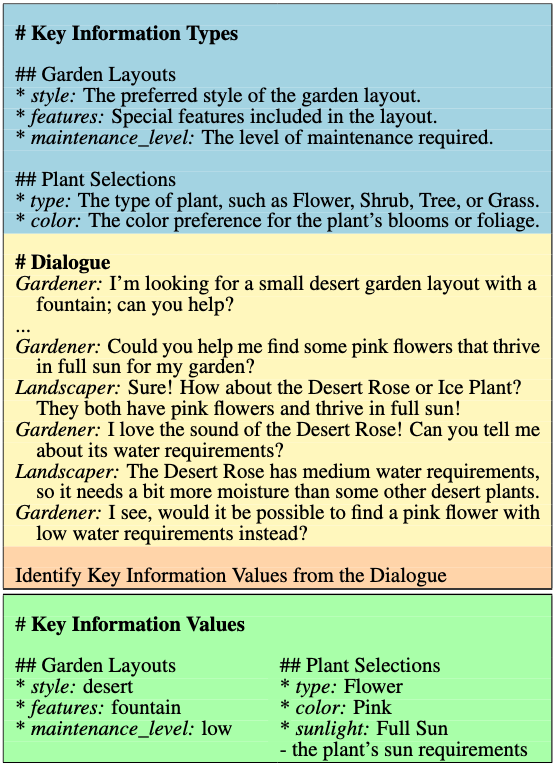 # Key Information Types
## Garden Layouts
* style: The preferred style of the garden layout.
* features: Special features included in the layout.
* maintenance_level: The level of maintenance required.
## Plant Selections
* type: The type of plant, such as Flower, Shrub, Tree, or Grass.
* color: The color preference for the plant's blooms or foliage.
# Dialogue
Gardener: I'm looking for a small desert garden layout with a
fountain; can you help?
...
Gardener: Could you help me find some pink flowers that thrive
in full sun for my garden?
Landscaper: Sure! How about the Desert Rose or Ice Plant?
They both have pink flowers and thrive in full sun!
Gardener: I love the sound of the Desert Rose! Can you tell me
about its water requirements?
Landscaper: The Desert Rose has medium water requirements,
so it needs a bit more moisture than some other desert plants.
Gardener: I see, would it be possible to find a pink flower with
low water requirements instead?
Identify Key Information Values from the Dialogue
# Key Information Values
## Garden Layouts
* style: desert
* features: fountain
* maintenance_level: low
## Plant Selections
* type: Flower
* color: Pink
* sunlight: Full Sun
- the plant's sun requirements